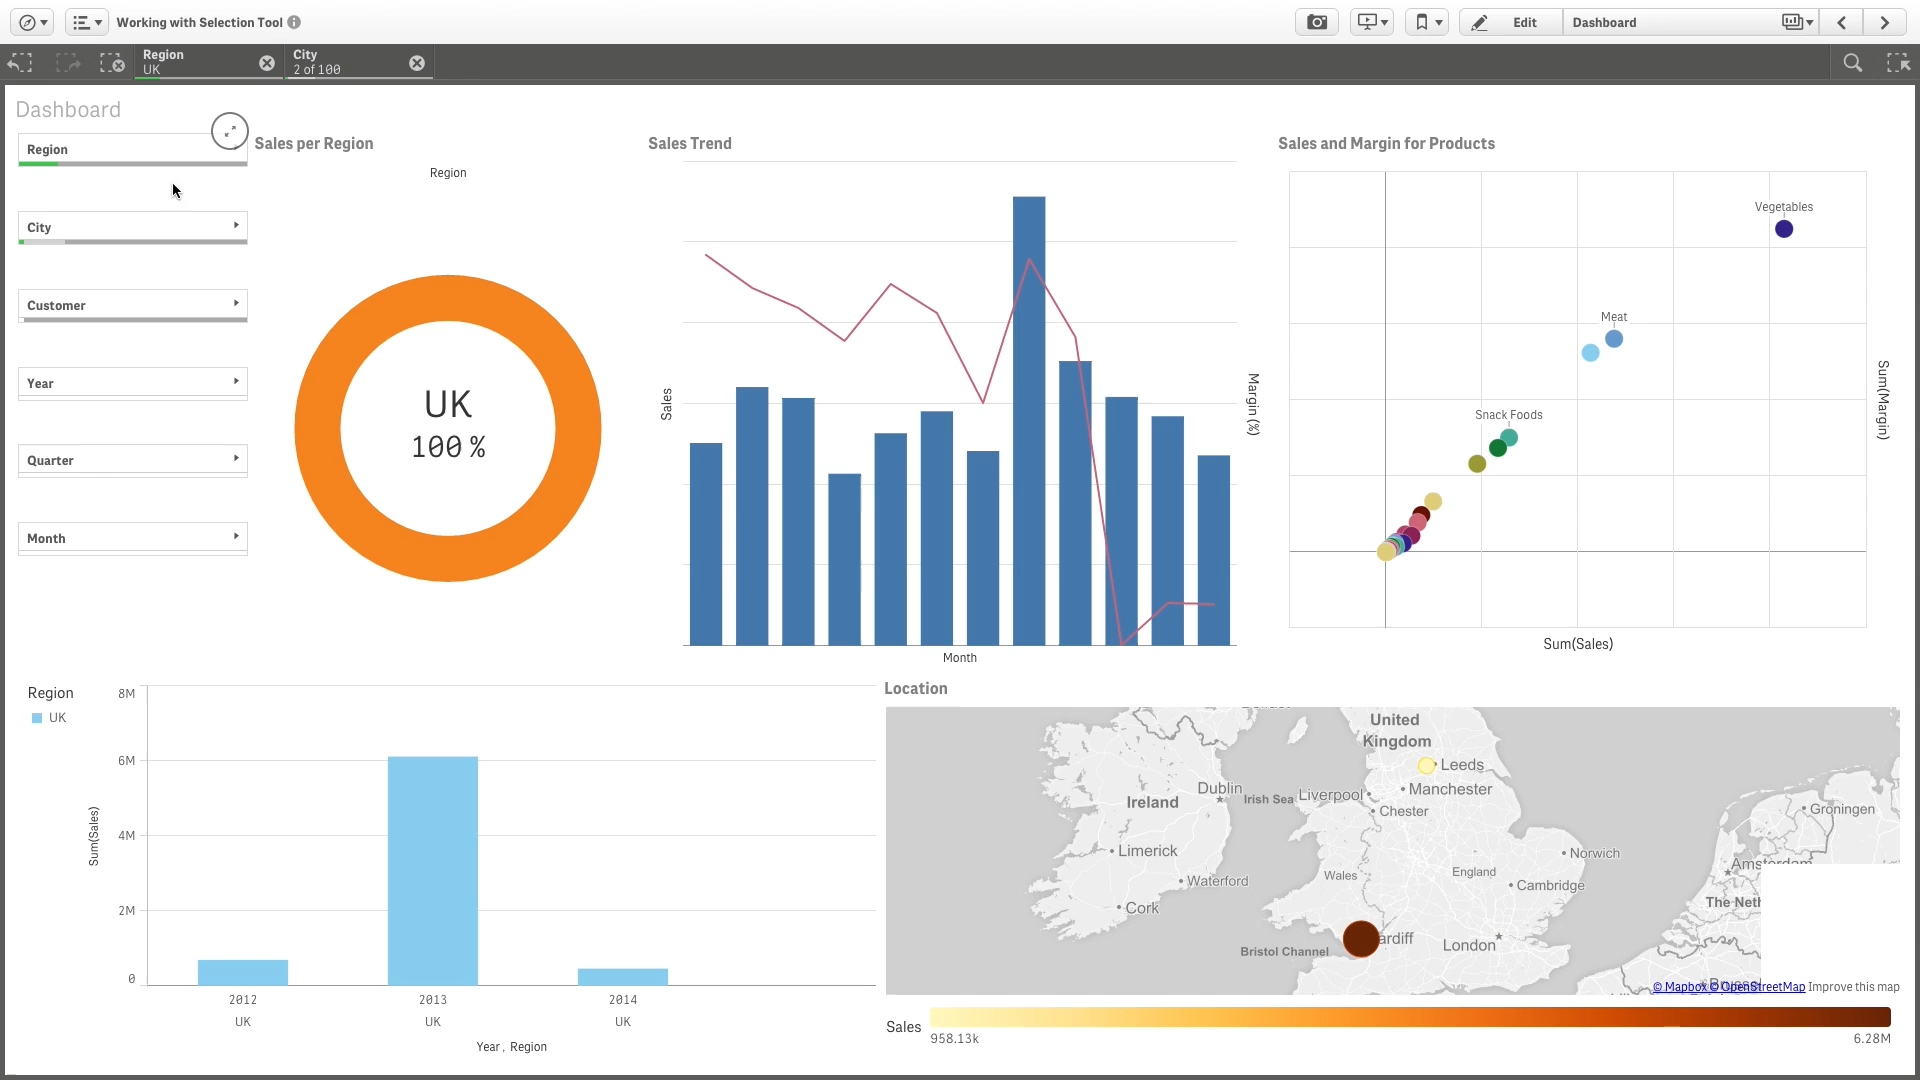 Working with Selection Tool
Edit
Dashboard
Region
UK
City
2 of 100
Dashboard
Region
City
Customer
Year
Quarter
Month
Sales per Region
Region
UK
100 %
Sales Trend
Sales
Margin (%)
Month
Sales and Margin for Products
Vegetables
Meat
Snack Foods
Sum(Margin)
Sum(Sales)
Region
UK
Sum(Sales)
8M
6M
4M
2M
0
2012
2013
2014
UK
UK
UK
Year , Region
Location
United
Kingdom
Leeds
Dublin
Irish Sea
Liverpool
Manchester
Ireland
Chester
Groningen
Limerick
Norwich
Wales
England
Waterford
Cambridge
Cork
The Neth
ardiff
London
Bristol Channel
© Mapbox © OpenStreetMap Improve this map
Sales
958.13k
6.28M